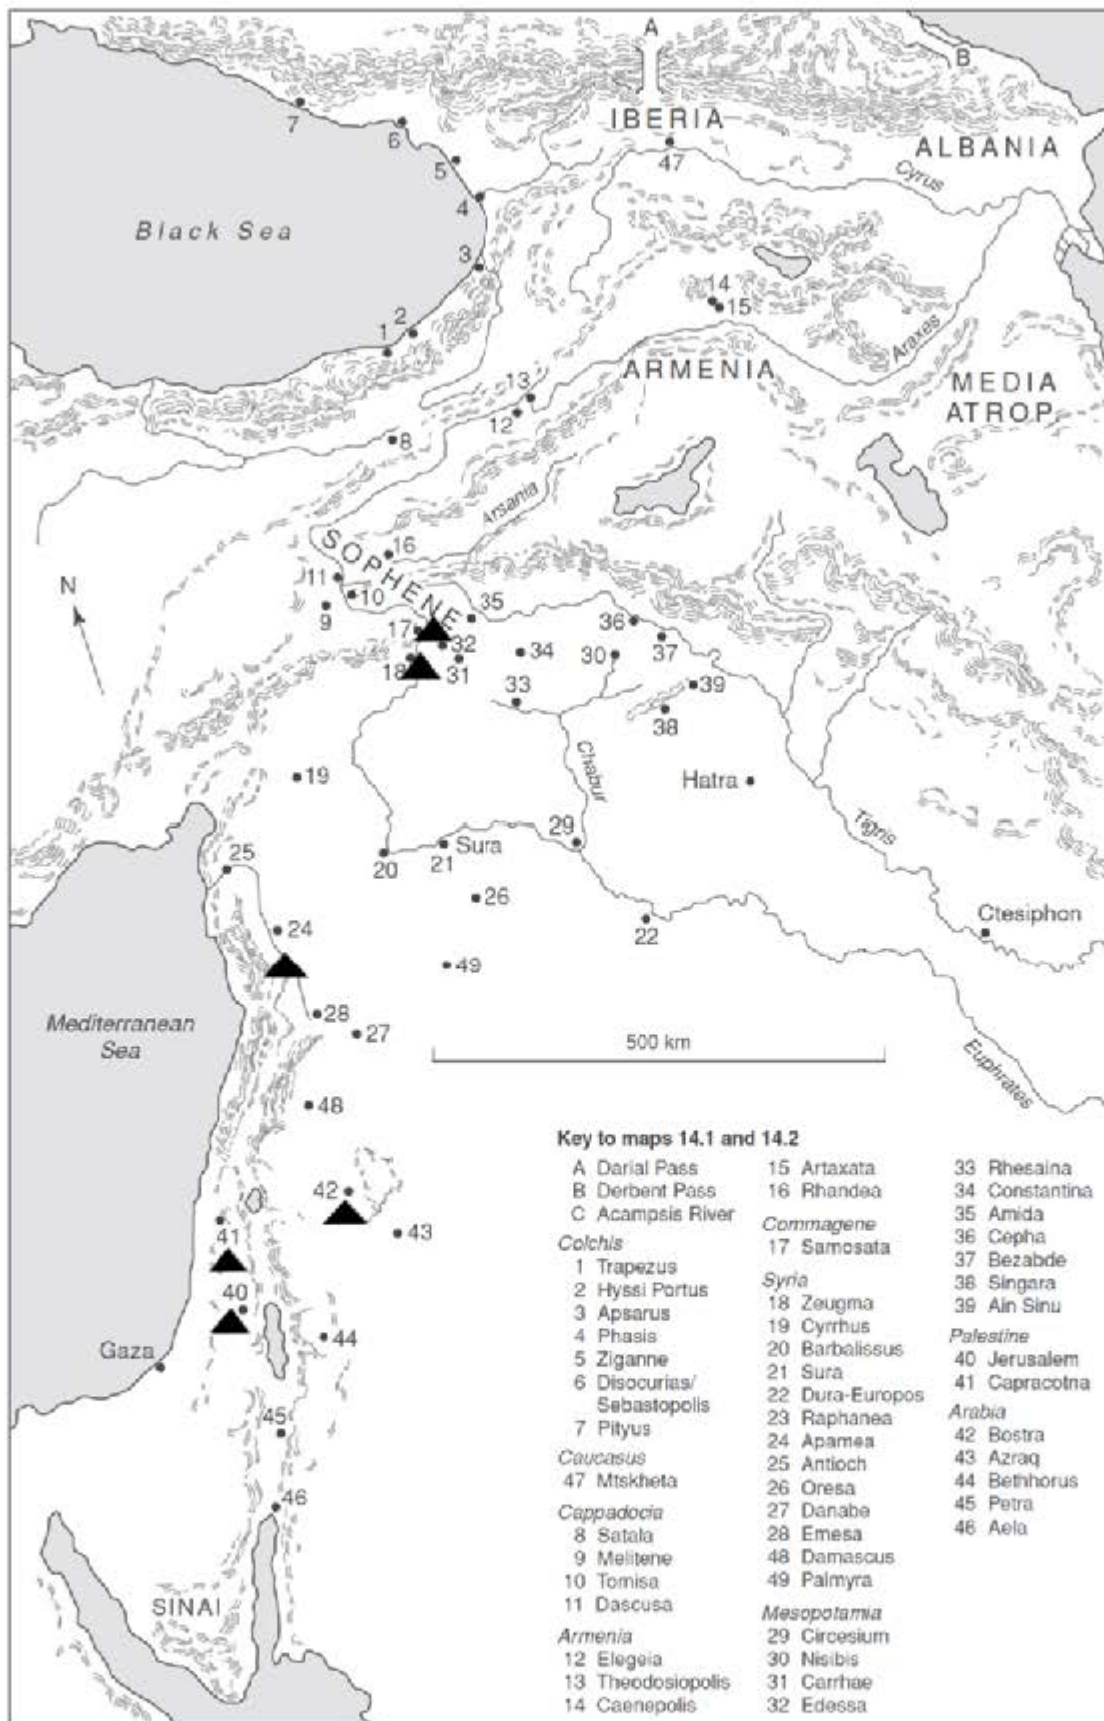 A
B
IBERIA
ALBANIA
7
6
5
47
Cyrus
4
Black Sea
3
14
15
2
1
Araxes
ARMENIA
MEDIA
ATROP.
13
12
8
Arsania
SOPHENE
16
N
11
10
9
35
36
17
32
34
30
37
18
31
39
33
38
Chabur
Hatra
19
Tigris
29
Sura
20
21
25
26
22
Ctesiphon
24
49
Mediterranean
Sea
28
27
500 km
Euphrates
48
42
43
41
40
44
Gaza
45
46
SINAI
Key to maps 14.1 and 14.2
A Darial Pass
B Derbent Pass
C Acampsis River
Colchis
1 Trapezus
2 Hyssi Portus
3 Apsarus
4 Phasis
5 Ziganne
6 Disocurias/
Sebastopolis
7 Pityus
Caucasus
47 Mtskheta
Cappadocia
8 Satala
9 Melitene
10 Tomisa
11 Dascusa
Armenia
12 Elegeia
13 Theodosiopolis
14 Caenepolis
15 Artaxata
16 Rhandea
Commagene
17 Samosata
Syria
18 Zeugma
19 Cyrrhus
20 Barbalissus
21 Sura
22 Dura-Europos
23 Raphanea
24 Apamea
25 Antioch
26 Oresa
27 Danabe
28 Emesa
48 Damascus
49 Palmyra
Mesopotamia
29 Circesium
30 Nisibis
31 Carrhae
32 Edessa
33 Rhesaina
34 Constantina
35 Amida
36 Cepha
37 Bezabde
38 Singara
39 Ain Sinu
Palestine
40 Jerusalem
41 Capracotna
Arabia
42 Bostra
43 Azraq
44 Bethhorus
45 Petra
46 Aela